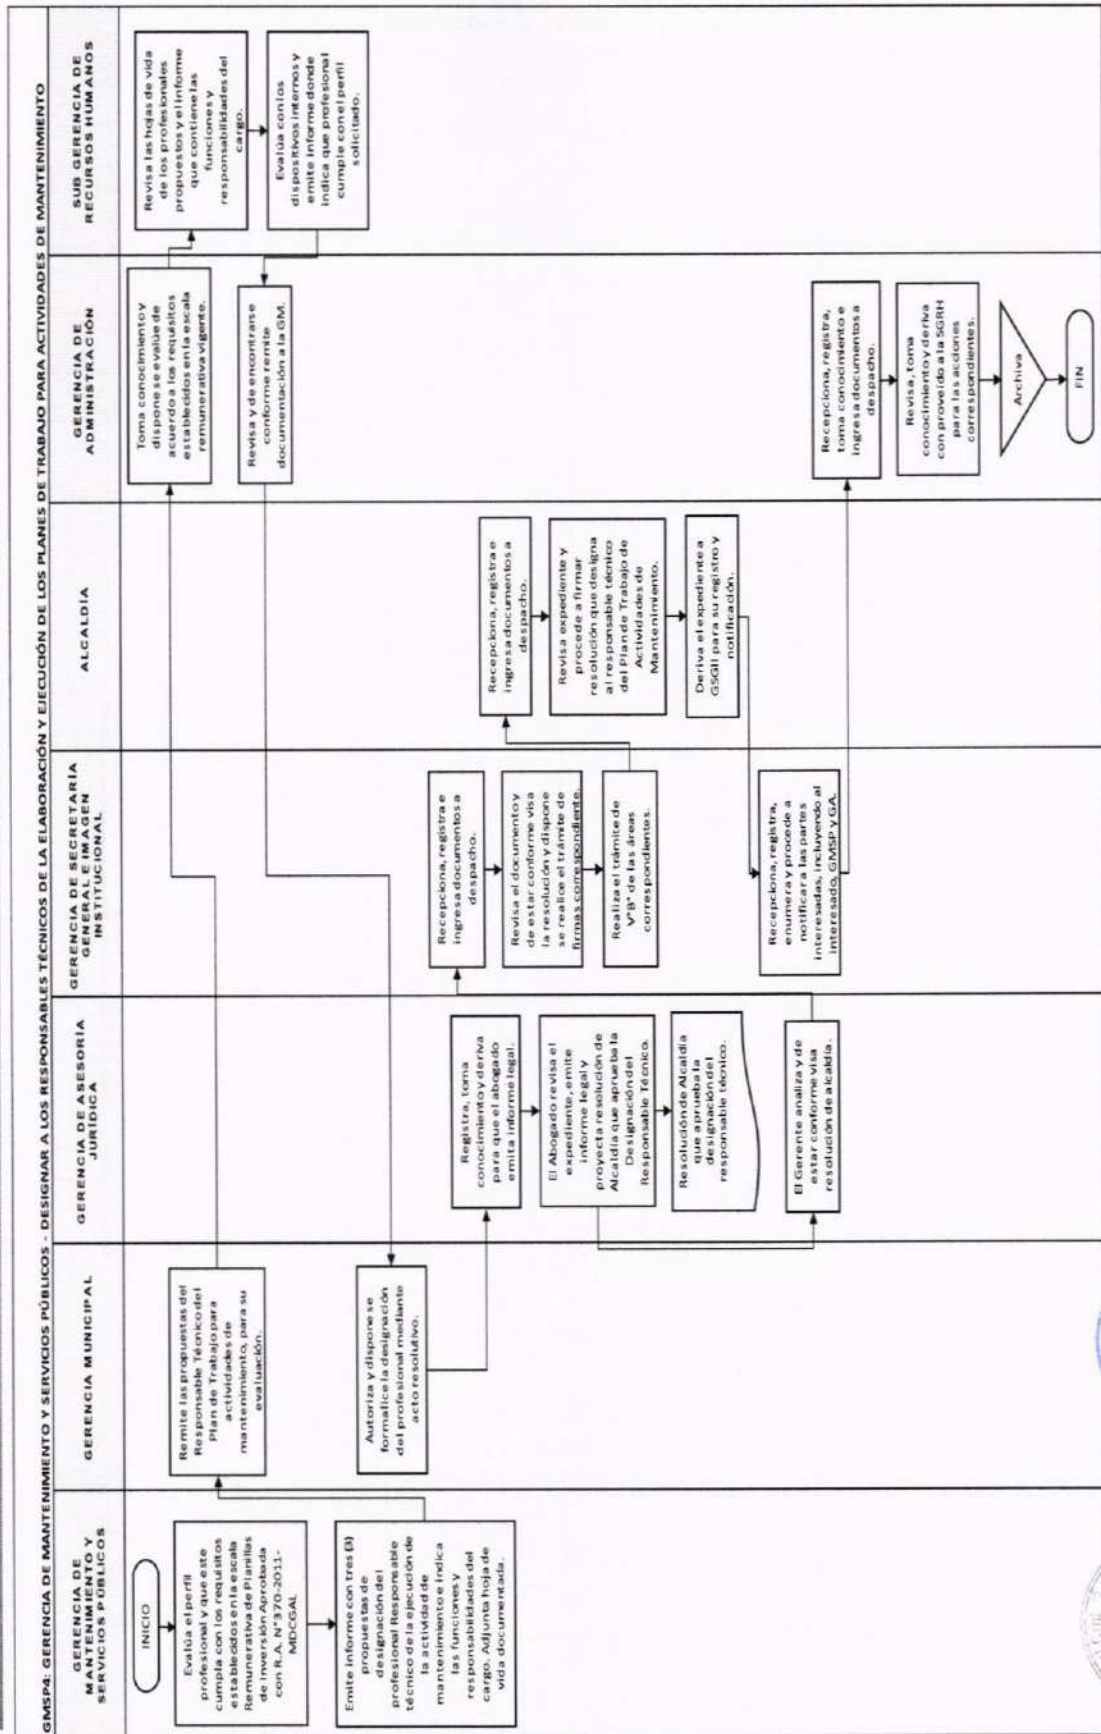 GMSP4: GERENCIA DE MANTENIMIENTO Y SERVICIOS PÚBLICOS - DESIGNAR A LOS RESPONSABLES TÉCNICOS DE LA ELABORACIÓN Y EJECUCIÓN DE LOS PLANES DE TRABAJO PARA ACTIVIDADES DE MANTENIMIENTO
GERENCIA DE
MANTENIMIENTO Y
SERVICIOS PÚBLICOS
GERENCIA MUNICIPAL
GERENCIA DE ASESORÍA
JURÍDICA
GERENCIA DE SECRETARÍA
GENERAL E IMAGEN
INSTITUCIONAL
ALCALDÍA
GERENCIA DE
ADMINISTRACIÓN
SUB GERENCIA DE
RECURSOS HUMANOS
INICIO
Evalúa el perfil
profesional y que este
cumpla con los requisitos
establecidos en la escala
Remunerativa de Planillas
de Inversión Aprobada
con R.A. N°370-2011-
MDCGAL
Emite informe con tres (3)
propuestas de
designación del
profesional Responsable
técnico de la ejecución de
la actividad de
mantenimiento e indica
las funciones y
responsabilidades del
cargo. Adjunta hoja de
vida documentada.
Remite las propuestas del
Responsable Técnico del
Plan de Trabajo para
actividades de
mantenimiento, para su
evaluación.
Toma conocimiento y
dispone se evalue de
acuerdo a los requisitos
establecidos en la escala
remunerativa vigente.
Revisa las hojas de vida
de los profesionales
propuestos y el informe
que contiene las
funciones y
responsabilidades del
cargo.
Evalúa con los
dispositivos internos y
emite informe donde
indica que profesional
cumple con el perfil
solicitado.
Revisa y de encontrarse
conforme remite
documentación a la GM.
Autoriza y dispone se
formalice la designación
del profesional mediante
acto resolutivo.
Registra, toma
conocimiento y deriva
para que el abogado
emita informe legal.
El Abogado revisa el
expediente, emite
informe legal y
proyecta resolución de
Alcaldía que aprueba la
Designación del
Responsable Técnico.
Resolución de Alcaldía
que aprueba la
designación del
responsable técnico.
El Gerente analiza y de
estar conforme visa
resolución de alcaldía.
Recepciona, registra e
ingresa documentos a
despacho.
Revisa el documento y
de estar conforme visa
la resolución y dispone
se realice el trámite de
firmas correspondiente.
Realiza el trámite de
V°B° de las áreas
correspondientes.
Recepciona, registra e
ingresa documentos a
despacho.
Revisa expediente y
procede a firmar
resolución que designa
al responsable técnico
del Plan de Trabajo de
Actividades de
Mantenimiento.
Deriva el expediente a
GSGII para su registro y
notificación.
Recepciona, registra,
enumera y procede a
notificar a las partes
interesadas, incluyendo al
interesado, GMSP y GA.
Recepciona, registra,
toma conocimiento e
ingresa documentos a
despacho.
Revisa, toma
conocimiento y deriva
con proveído a la SGRH
para las acciones
correspondientes.
Archiva
FIN